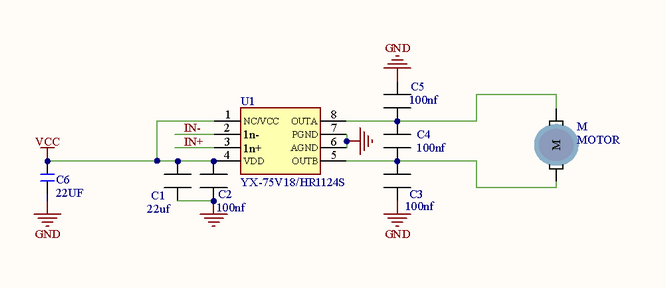 GND
C5
100nf
U1
1 NC/VCC OUTA 8
IN- 2 1n- PGND 7
IN+ 3 1n+ AGND 6
4 VDD OUTB 5
C4
100nf
M
MOTOR
M
VCC
YX-75V18/HR1124S
C6
22UF
C1
22uf
C2
100nf
C3
100nf
GND
GND